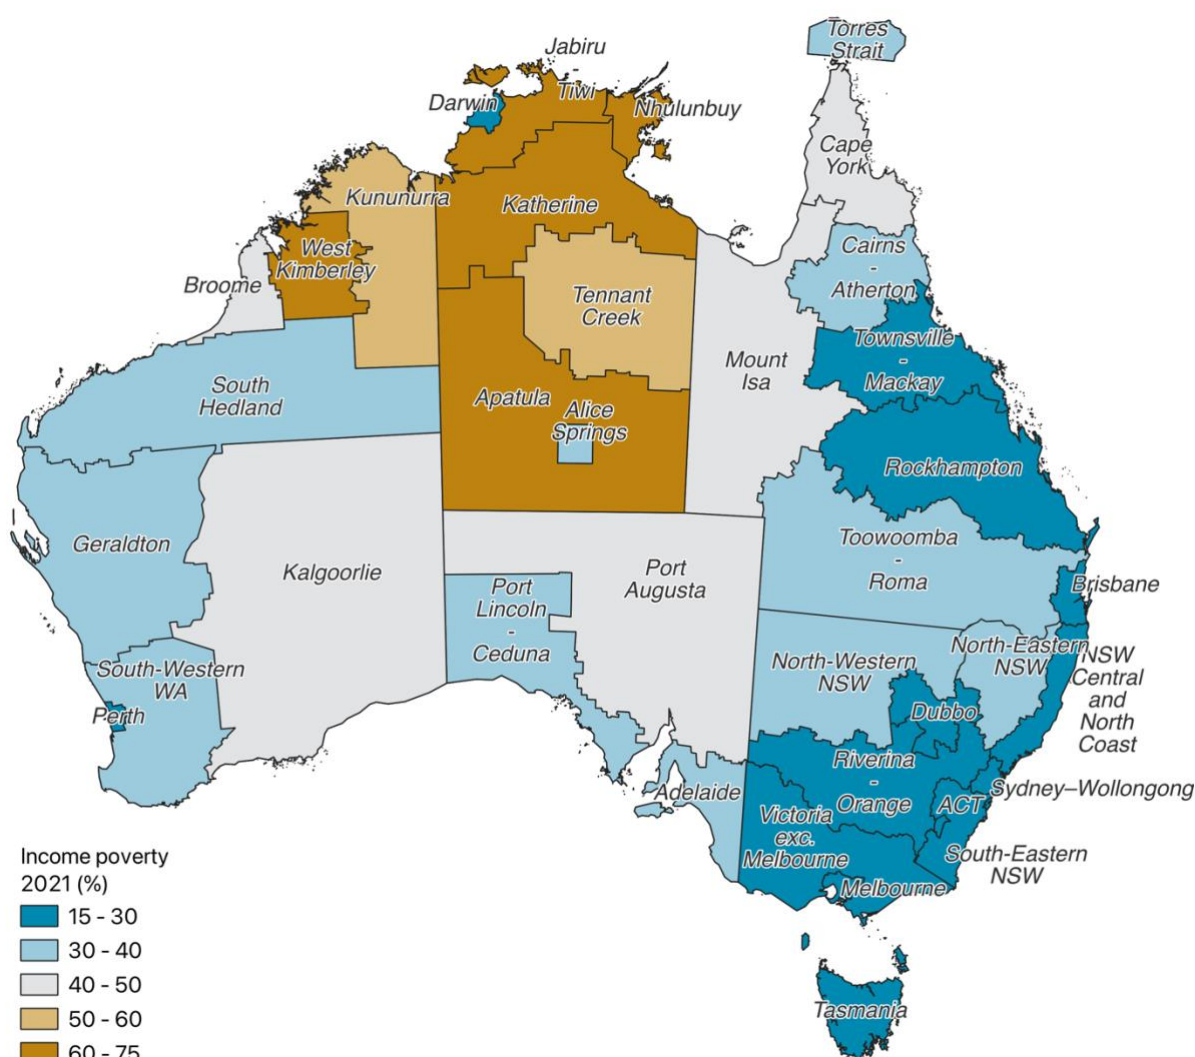 Torres
Strait
Jabiru
-
Tiwi
Darwin
Nhulunbuy
Cape
York
Kununurra
Katherine
West
Kimberley
Broome
Cairns
-
Atherton
Tennant
Creek
Townsville
-
Mackay
Mount
Isa
South
Hedland
Apatula
Alice
Springs
Rockhampton
Geraldton
Kalgoorlie
Port
Augusta
Toowoomba
-
Roma
Brisbane
Port
Lincoln
-
Ceduna
South-Western
WA
Perth
North-Western
NSW
North-Eastern
NSW
NSW
Central
and
North
Coast
Dubbo
Riverina
-
Orange
Adelaide
Sydney–Wollongong
ACT
Victoria
exc.
Melbourne
South-Eastern
NSW
Melbourne
Tasmania
Income poverty
2021 (%)
15 - 30
30 - 40
40 - 50
50 - 60
60 - 75